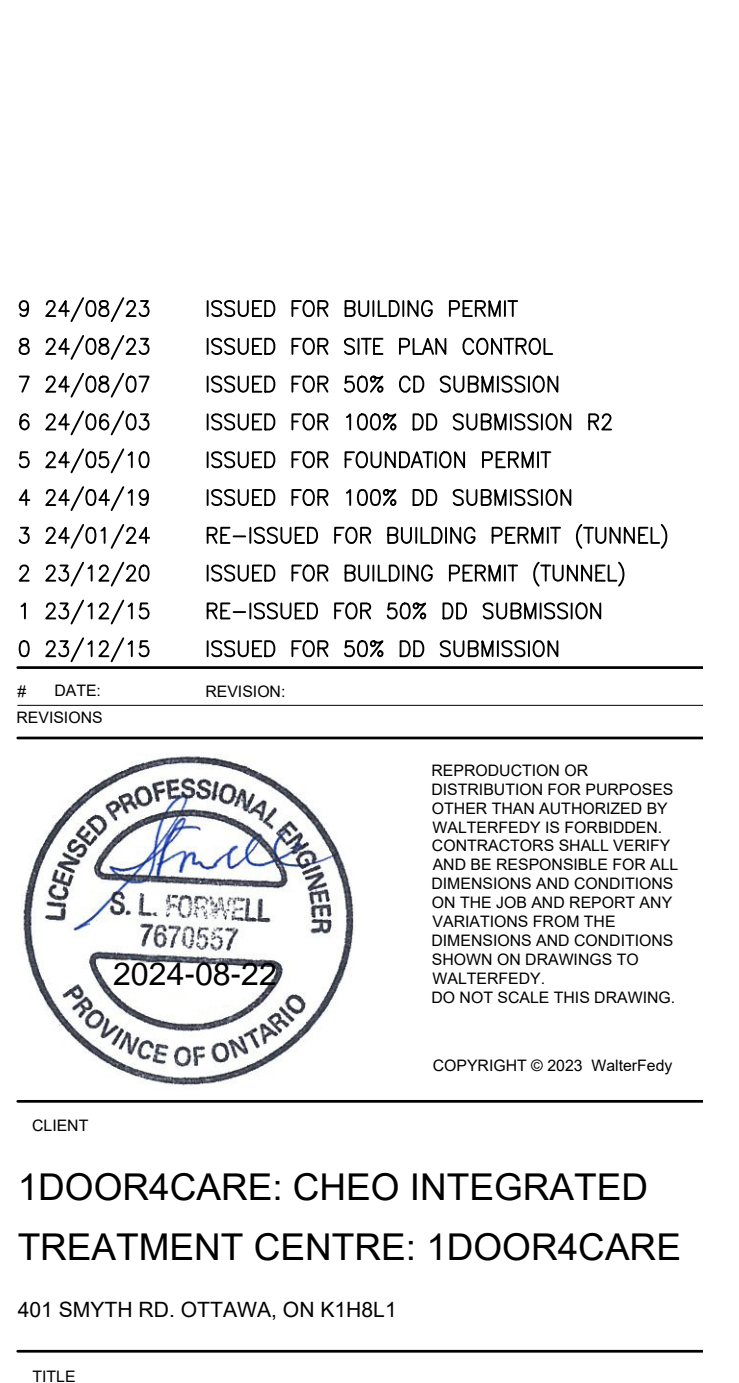 9 24/08/23 ISSUED FOR BUILDING PERMIT
8 24/08/23 ISSUED FOR SITE PLAN CONTROL
7 24/08/07 ISSUED FOR 50% CD SUBMISSION
6 24/06/03 ISSUED FOR 100% DD SUBMISSION R2
5 24/05/10 ISSUED FOR FOUNDATION PERMIT
4 24/04/19 ISSUED FOR 100% DD SUBMISSION
3 24/01/24 RE-ISSUED FOR BUILDING PERMIT (TUNNEL)
2 23/12/20 ISSUED FOR BUILDING PERMIT (TUNNEL)
1 23/12/15 RE-ISSUED FOR 50% DD SUBMISSION
0 23/12/15 ISSUED FOR 50% DD SUBMISSION
# DATE: REVISION:
REVISIONS
LICENSED PROFESSIONAL ENGINEER
S. L. FORWELL
7670557
2024-08-22
PROVINCE OF ONTARIO
REPRODUCTION OR
DISTRIBUTION FOR PURPOSES
OTHER THAN AUTHORIZED BY
WALTERFEDY IS FORBIDDEN.
CONTRACTORS SHALL VERIFY
AND BE RESPONSIBLE FOR ALL
DIMENSIONS AND CONDITIONS
ON THE JOB AND REPORT ANY
VARIATIONS FROM THE
DIMENSIONS AND CONDITIONS
SHOWN ON DRAWINGS TO
WALTERFEDY.
DO NOT SCALE THIS DRAWING.
COPYRIGHT © 2023 WalterFedy
CLIENT
1DOOR4CARE: CHEO INTEGRATED
TREATMENT CENTRE: 1DOOR4CARE
401 SMYTH RD. OTTAWA, ON K1H8L1
TITLE